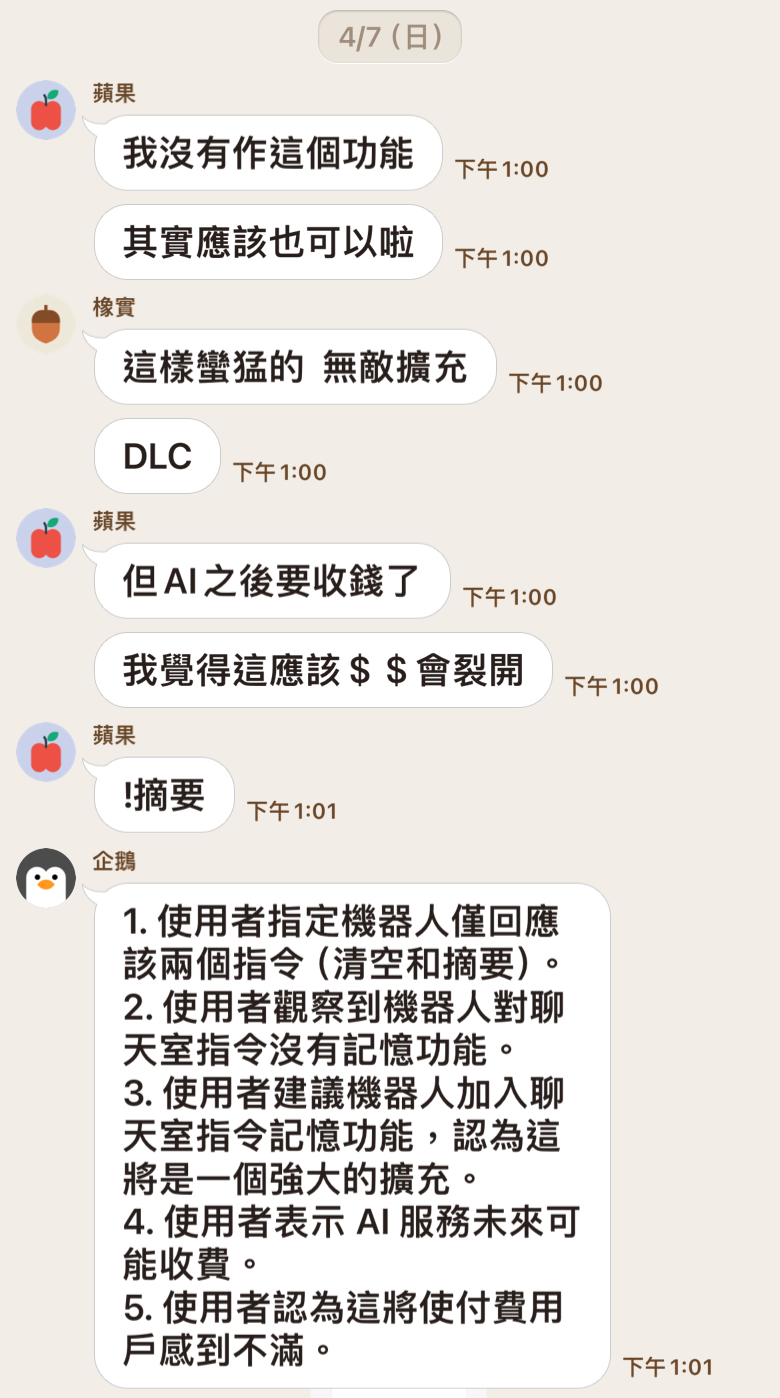 4/7（日）
蘋果
我沒有作這個功能
下午 1:00
其實應該也可以啦
下午 1:00
橡實
這樣蠻猛的 無敵擴充
下午 1:00
DLC
下午 1:00
蘋果
但 AI 之後要收錢了
下午 1:00
我覺得這應該＄＄會裂開
下午 1:00
蘋果
!摘要
下午 1:01
企鵝
1. 使用者指定機器人僅回應
該兩個指令（清空和摘要）。
2. 使用者觀察到機器人對聊
天室指令沒有記憶功能。
3. 使用者建議機器人加入聊
天室指令記憶功能，認為這
將是一個強大的擴充。
4. 使用者表示 AI 服務未來可
能收費。
5. 使用者認為這將使付費用
戶感到不滿。
下午 1:01